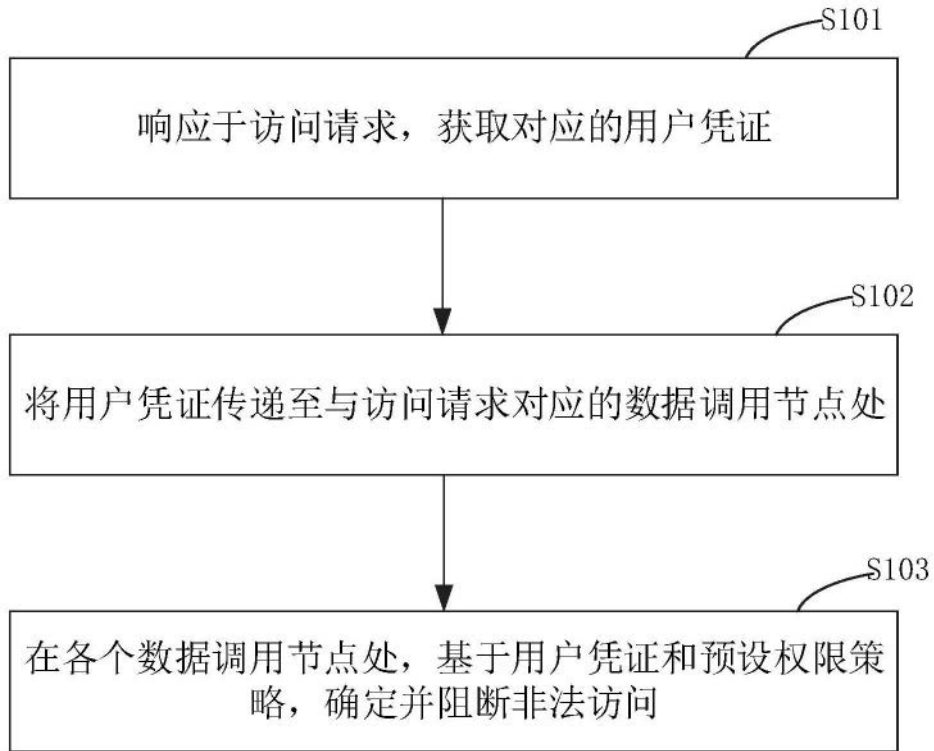 S101
响应于访问请求，获取对应的用户凭证
S102
将用户凭证传递至与访问请求对应的数据调用节点处
S103
在各个数据调用节点处，基于用户凭证和预设权限策
略，确定并阻断非法访问